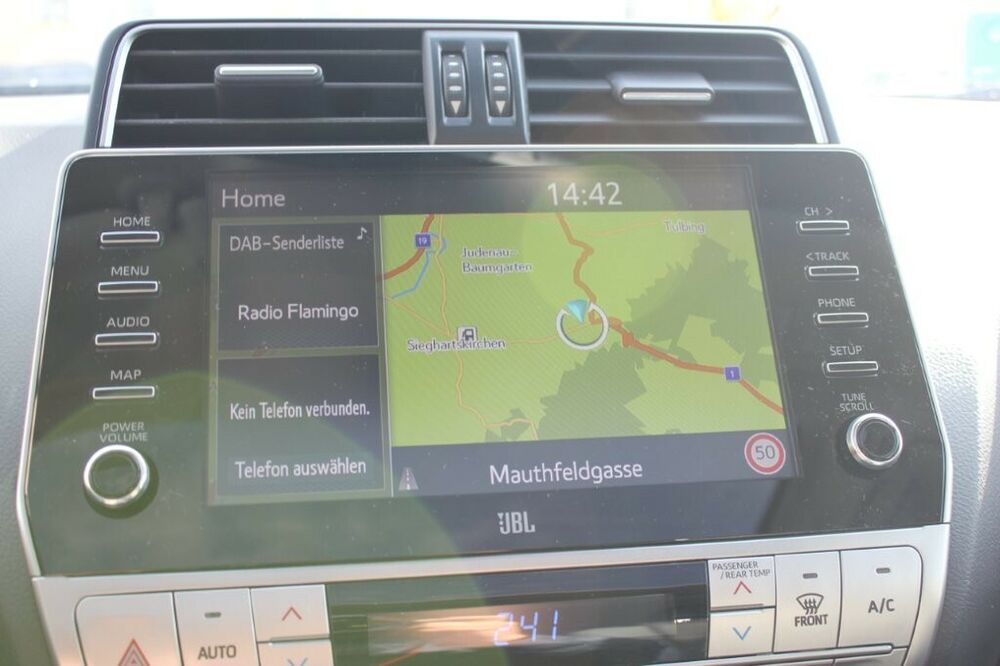 Home
14:42
DAB-Senderliste
Radio Flamingo
Kein Telefon verbunden.
Telefon auswählen
19
Judenau-
Baumgarten
Tulbing
Sieghartskirchen
1
Mauthfeldgasse
50
HOME
MENU
AUDIO
MAP
POWER
VOLUME
CH >
< TRACK
PHONE
SETUP
TUNE
SCROLL
JBL
PASSENGER
/ REAR TEMP
AUTO
241
FRONT
A/C